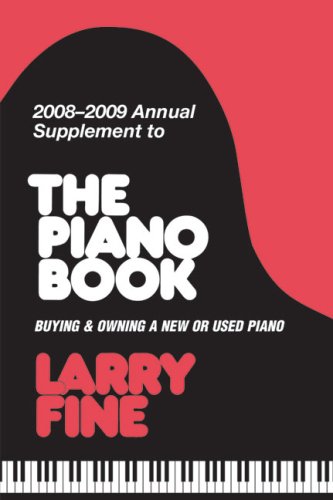 2008–2009 Annual
Supplement to
THE
PIANO
BOOK
BUYING & OWNING A NEW OR USED PIANO
LARRY
FINE